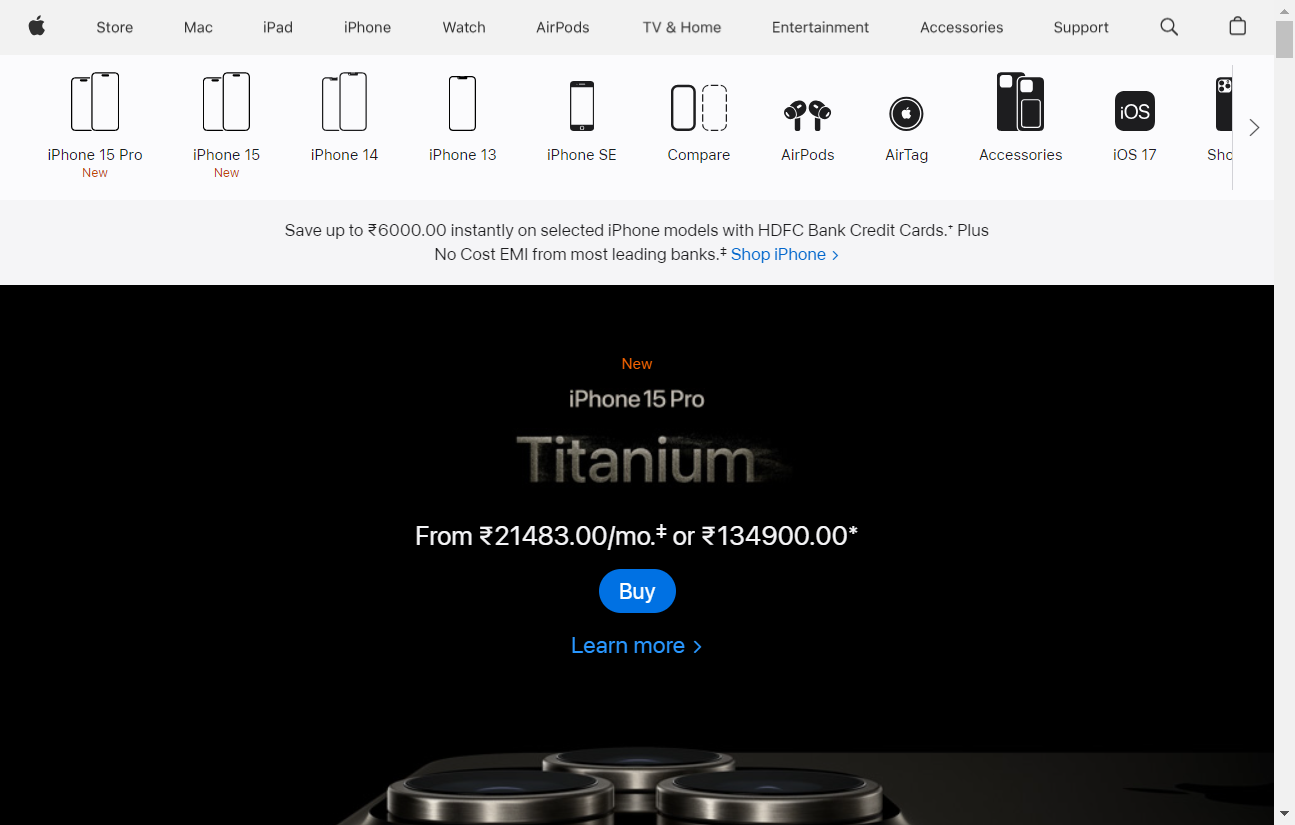 Store Mac iPad iPhone Watch AirPods TV & Home Entertainment Accessories Support
iOS
iPhone 15 Pro iPhone 15 iPhone 14 iPhone 13 iPhone SE Compare AirPods AirTag Accessories iOS 17 Sho
New New
Save up to ₹6000.00 instantly on selected iPhone models with HDFC Bank Credit Cards.⁺ Plus
No Cost EMI from most leading banks.‡ Shop iPhone >
New
iPhone 15 Pro
Titanium
From ₹21483.00/mo.‡ or ₹134900.00*
Buy
Learn more >